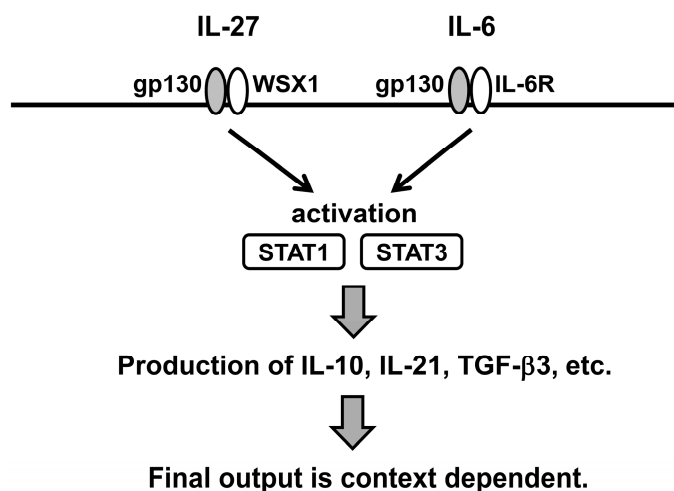 IL-27 IL-6
gp130 WSX1 gp130 IL-6R
activation
STAT1 STAT3
Production of IL-10, IL-21, TGF-β3, etc.
Final output is context dependent.